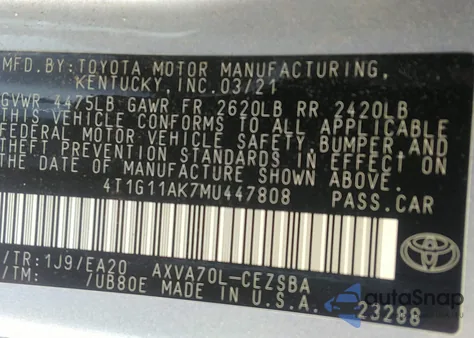 MFD.BY: TOYOTA MOTOR MANUFACTURING,
KENTUCKY, INC.03/21
GVWR 4475LB GAWR FR 2620LB RR 2420LB
THIS VEHICLE CONFORMS TO ALL APPLICABLE
FEDERAL MOTOR VEHICLE SAFETY, BUMPER, AND
THEFT PREVENTION STANDARDS IN EFFECT ON
THE DATE OF MANUFACTURE SHOWN ABOVE.
4T1G11AK7MU447808 PASS.CAR
/TR:1J9/EA20 AXVA70L-CEZSBA
/TM: /UB80E MADE IN U.S.A. 23288
TOYOTA
autoSnap